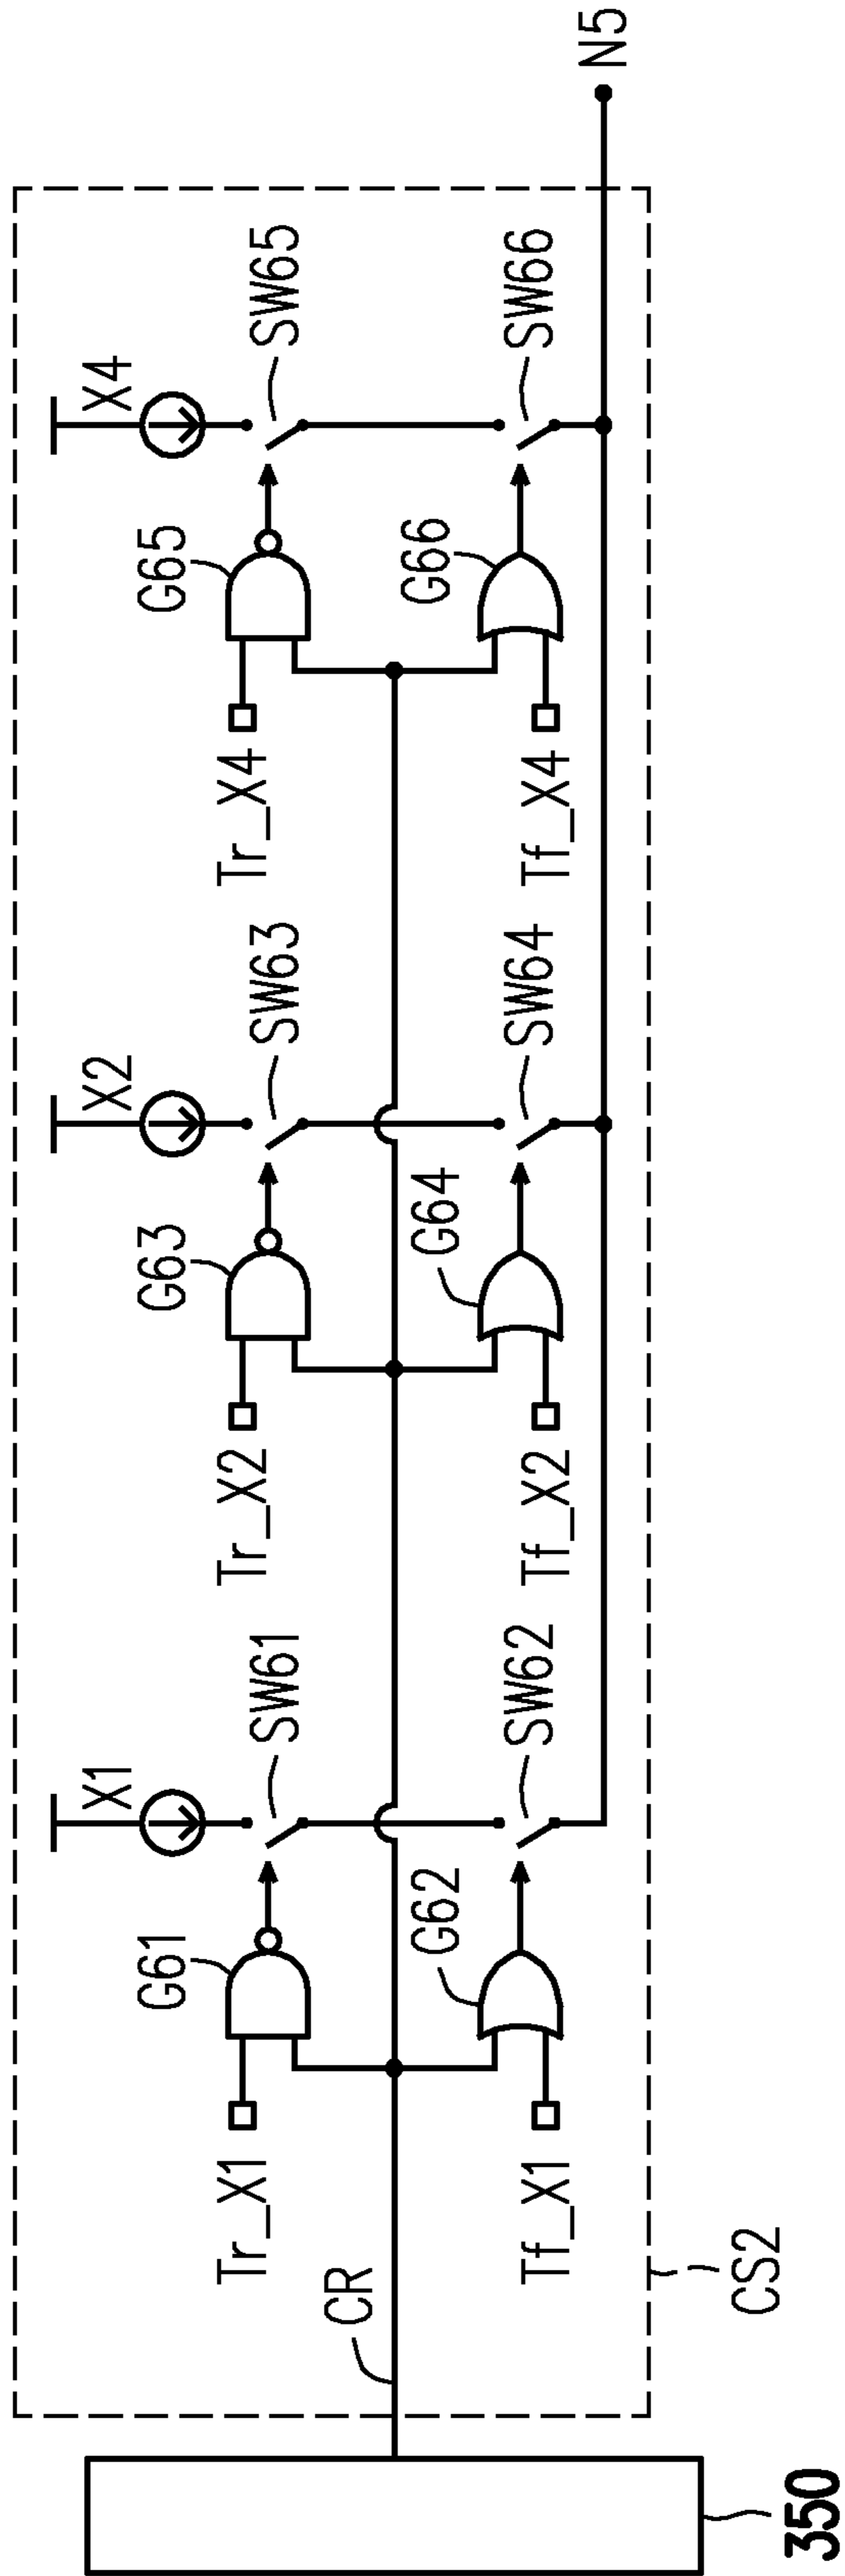 X1
X2
X4
N5
G61
SW61
G63
SW63
G65
SW65
Tr_X1
Tr_X2
Tr_X4
CR
G62
SW62
G64
SW64
G66
SW66
Tf_X1
Tf_X2
Tf_X4
CS2
350